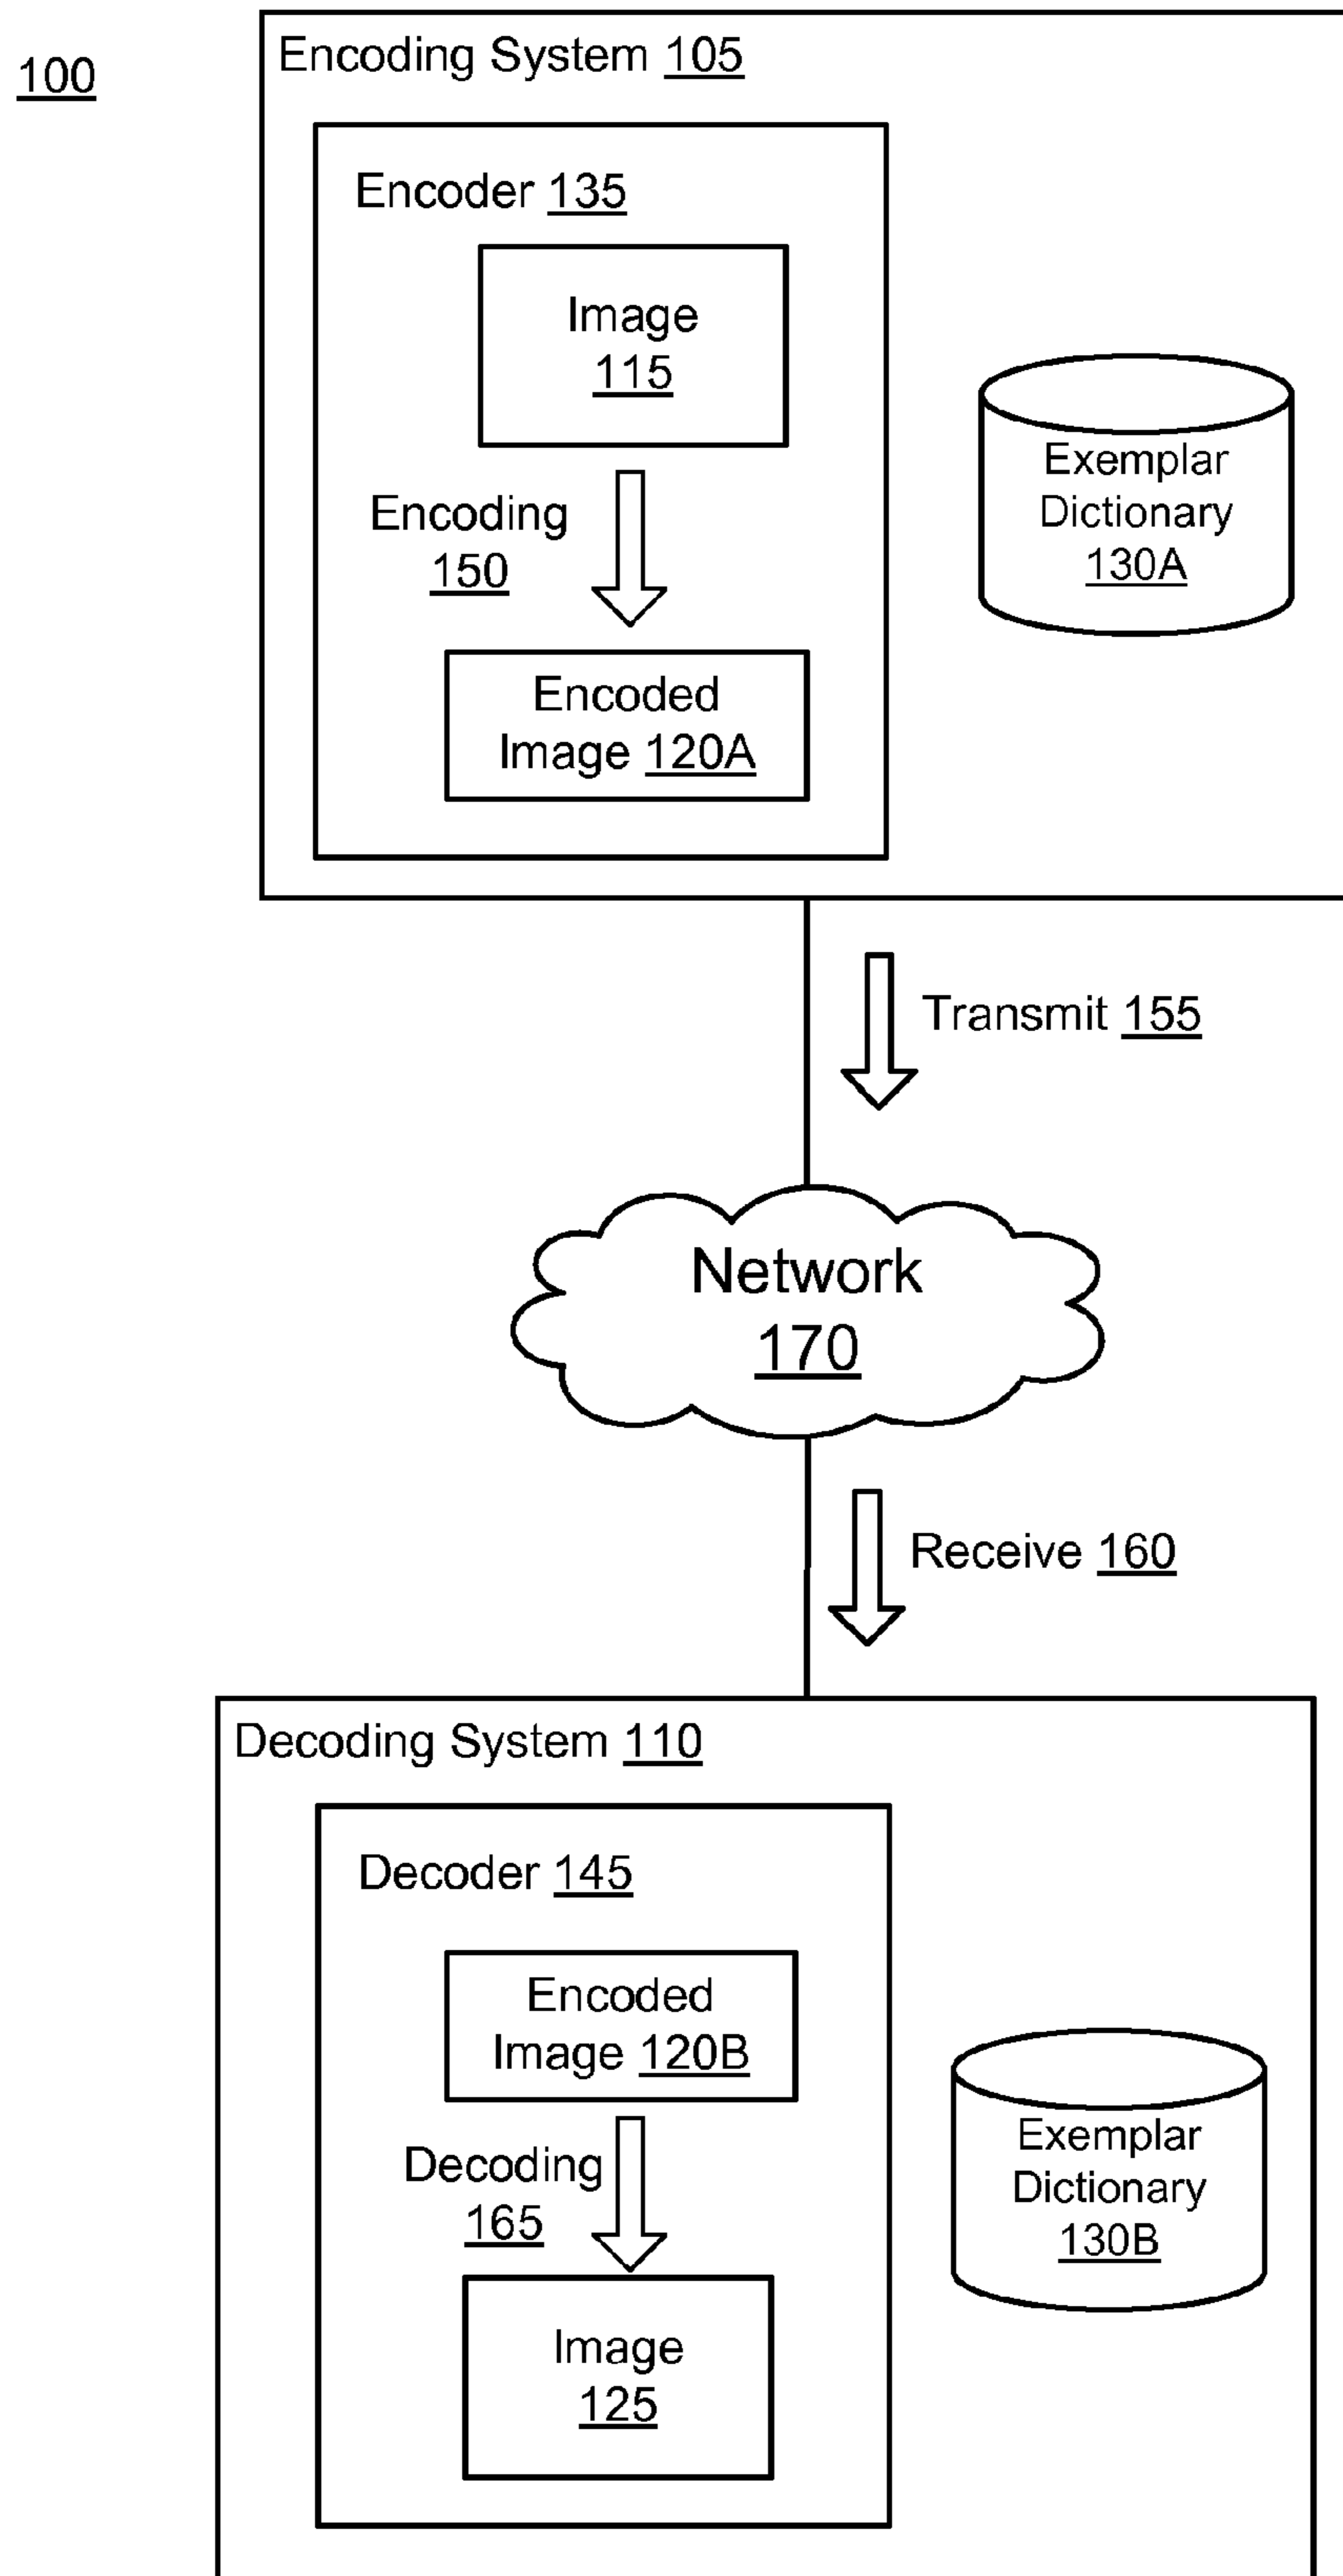 100
Encoding System 105
Encoder 135
Image
115
Encoding
150
Encoded
Image 120A
Exemplar
Dictionary
130A
Transmit 155
Network
170
Receive 160
Decoding System 110
Decoder 145
Encoded
Image 120B
Decoding
165
Image
125
Exemplar
Dictionary
130B